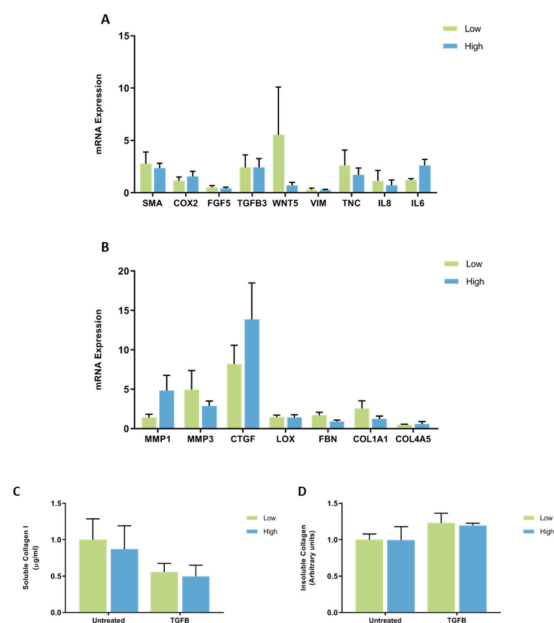 A
15
10
5
0
mRNA Expression
Low
High
SMA COX2 FGF5 TGFB3 WNT5 VIM TNC IL8 IL6
B
20
15
10
5
0
mRNA Expression
Low
High
MMP1 MMP3 CTGF LOX FBN COL1A1 COL4A5
C
1.5
1.0
0.5
0.0
Soluble Collagen I
(μg/ml)
Low
High
Untreated TGFB
D
1.5
1.0
0.5
0.0
Insoluble Collagen
(Arbitrary units)
Low
High
Untreated TGFB